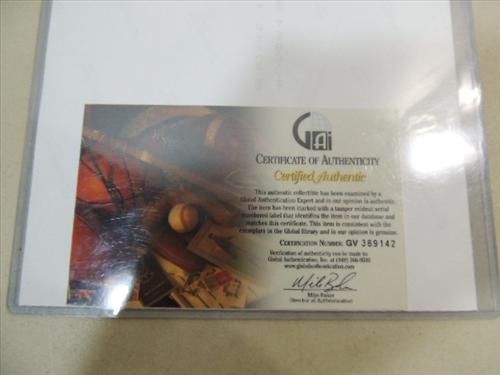 GAi
CERTIFICATE OF AUTHENTICITY
Certified Authentic
This authentic collectible has been examined by a
Global Authentication Expert and in our opinion is authentic.
The item has been marked with a tamper evident serial
numbered label that identifies the item in our database and
matches this certificate. This item is consistent with the
exemplars in the Global library and in our opinion is genuine.
CERTIFICATION NUMBER: GV 369142
Verification of authenticity can be made to
Global Authentication, Inc. at (949)
www.globalauthentication.com
Mike Baker
Director of Authentication